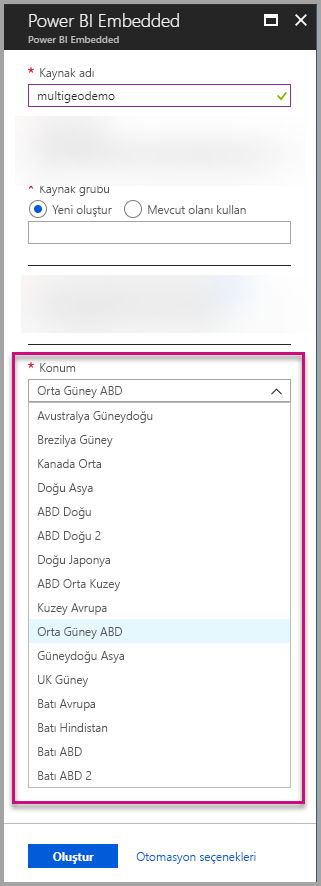 Power BI Embedded
Power BI Embedded
* Kaynak adı
multigeodemo
* Kaynak grubu
Yeni oluştur Mevcut olanı kullan
* Konum
Orta Güney ABD
Avustralya Güneydoğu
Brezilya Güney
Kanada Orta
Doğu Asya
ABD Doğu
ABD Doğu 2
Doğu Japonya
ABD Orta Kuzey
Kuzey Avrupa
Orta Güney ABD
Güneydoğu Asya
UK Güney
Batı Avrupa
Batı Hindistan
Batı ABD
Batı ABD 2
Oluştur Otomasyon seçenekleri